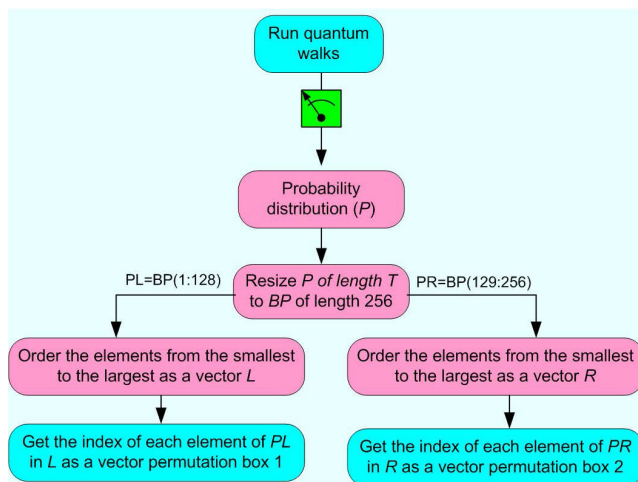 Run quantum
walks
Probability
distribution (P)
PL=BP(1:128)
Resize P of length T
to BP of length 256
PR=BP(129:256)
Order the elements from the smallest
to the largest as a vector L
Order the elements from the smallest
to the largest as a vector R
Get the index of each element of PL
in L as a vector permutation box 1
Get the index of each element of PR
in R as a vector permutation box 2